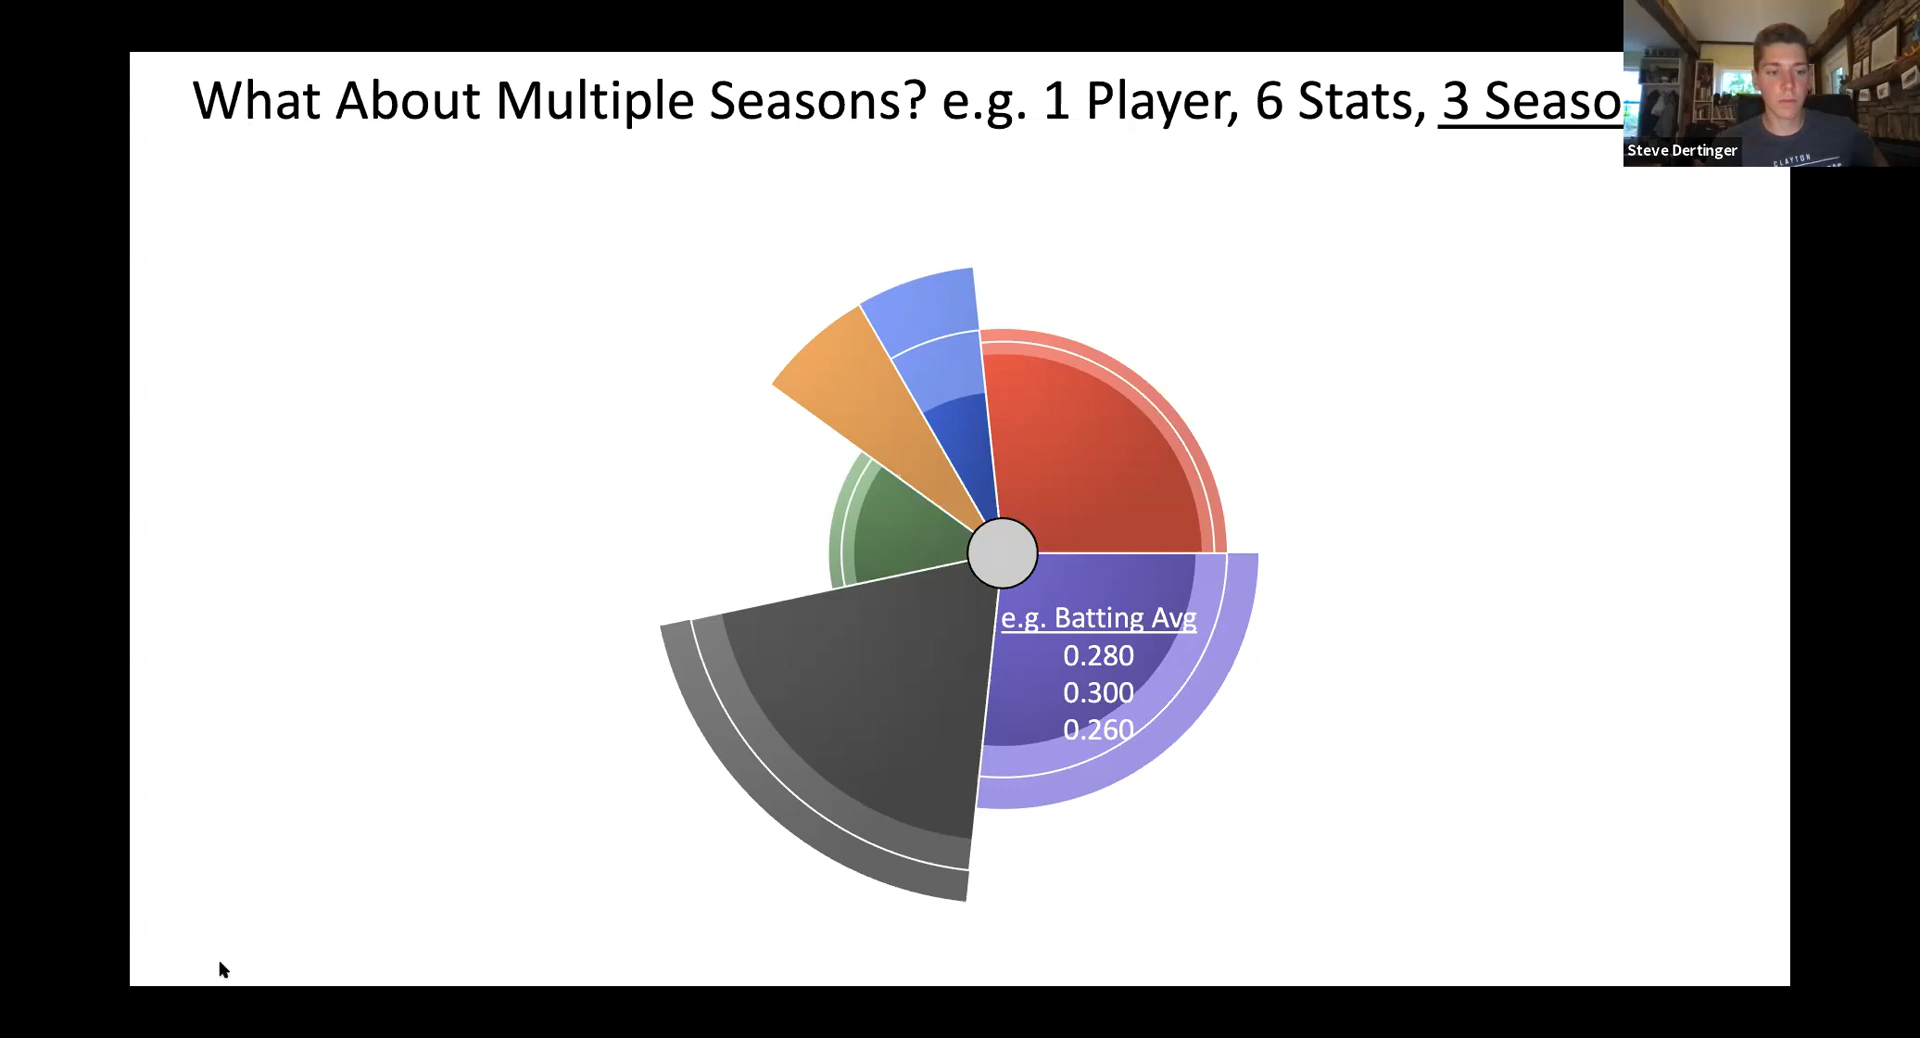 What About Multiple Seasons? e.g. 1 Player, 6 Stats, 3 Seaso
Steve Dertinger
CLAYTON
e.g. Batting Avg
0.280
0.300
0.260